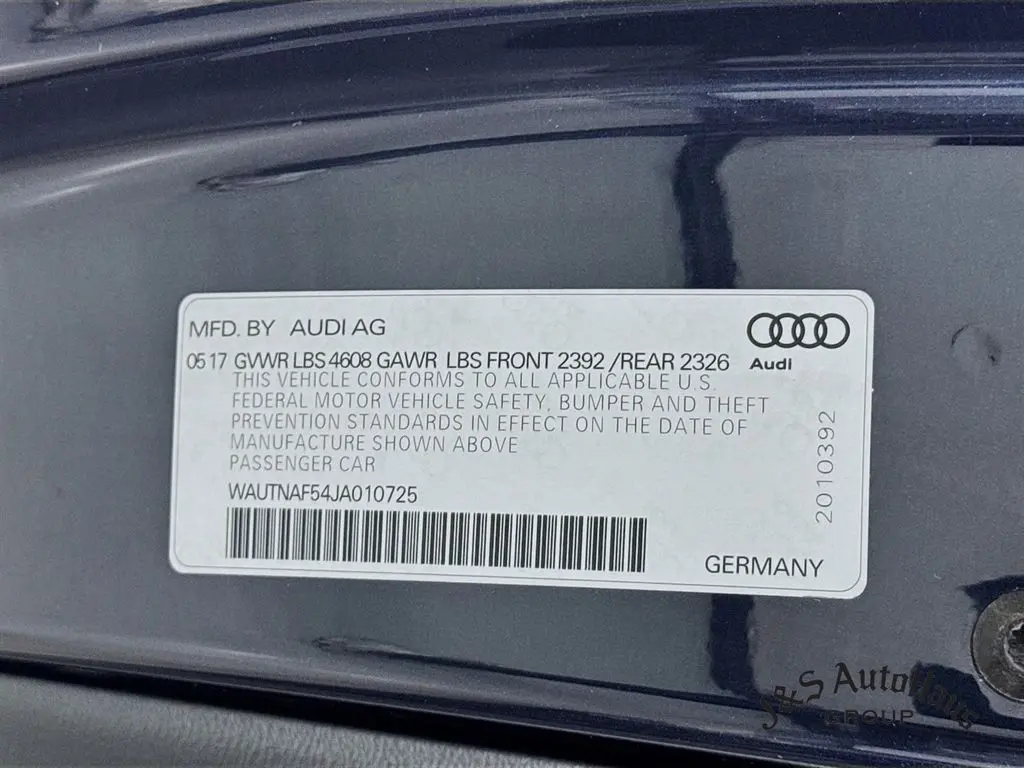 MFD. BY AUDI AG
05 17 GVWR LBS 4608 GAWR LBS FRONT 2392 /REAR 2326
Audi
THIS VEHICLE CONFORMS TO ALL APPLICABLE U.S.
FEDERAL MOTOR VEHICLE SAFETY, BUMPER AND THEFT
PREVENTION STANDARDS IN EFFECT ON THE DATE OF
MANUFACTURE SHOWN ABOVE
PASSENGER CAR
WAUTNAF54JA010725
2010392
GERMANY
S&S AutoHaus
GROUP